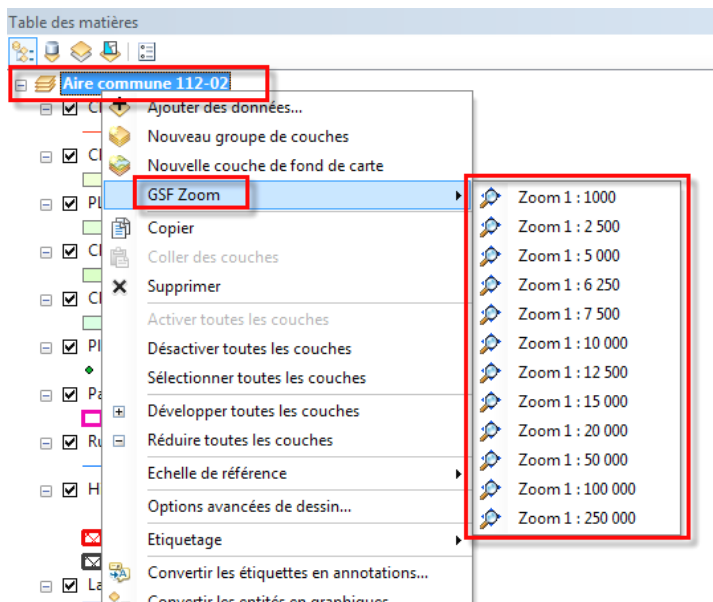 Table des matières
Aire commune 112-02
Ajouter des données...
Nouveau groupe de couches
Nouvelle couche de fond de carte
GSF Zoom
Copier
Coller des couches
Supprimer
Activer toutes les couches
Désactiver toutes les couches
Sélectionner toutes les couches
Développer toutes les couches
Réduire toutes les couches
Echelle de référence
Options avancées de dessin...
Etiquetage
Convertir les étiquettes en annotations...
Convertir les entités en graphiques
Zoom 1 : 1000
Zoom 1 : 2 500
Zoom 1 : 5 000
Zoom 1 : 6 250
Zoom 1 : 7 500
Zoom 1 : 10 000
Zoom 1 : 12 500
Zoom 1 : 15 000
Zoom 1 : 20 000
Zoom 1 : 50 000
Zoom 1 : 100 000
Zoom 1 : 250 000